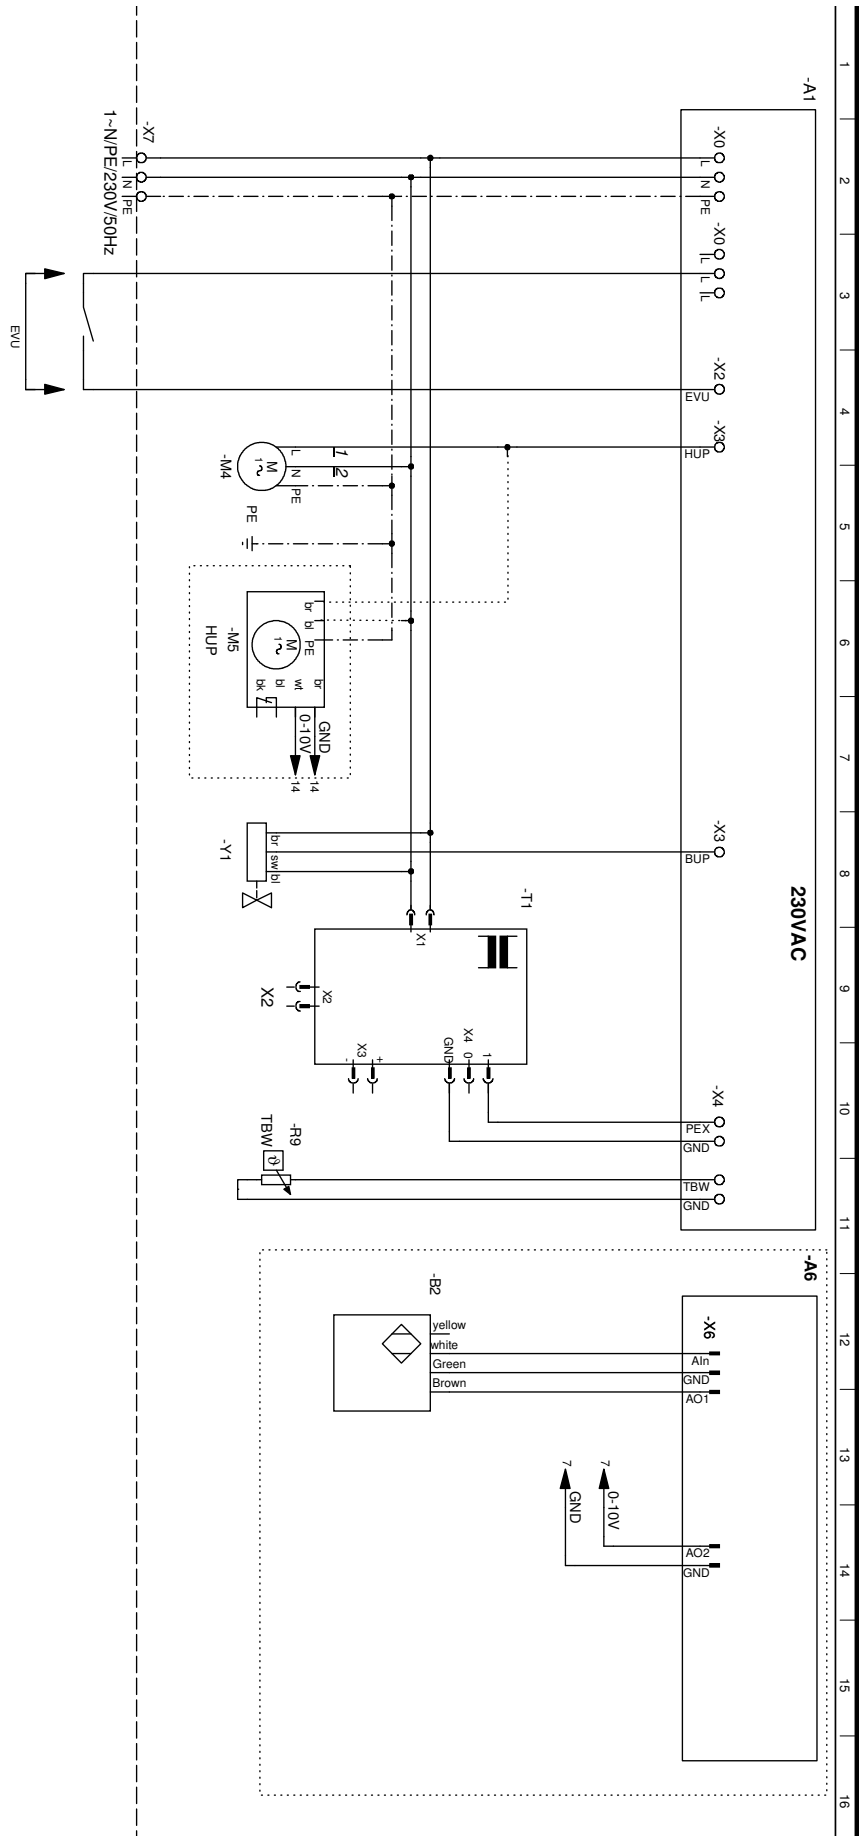 1
2
3
4
5
6
7
8
9
10
11
12
13
14
15
16
-A1
230VAC
-X0
L
N
PE
-X0
L
L
L
-X2
EVU
-X3
HUP
-X3
BUP
-X4
PEX
GND
TBW
GND
-X7
L
N
PE
1~N/PE/230V/50Hz
EVU
-M4
M
1~
L
N
PE
1
2
PE
-M5
HUP
M
1~
br
bl
PE
br
wt
bl
bk
GND
0-10V
14
14
-Y1
br
sw
bl
-T1
X1
X2
X2
X3
+
-
X4
1
0
GND
-R9
TBW
ϑ
-A6
-X6
AIn
GND
AO1
AO2
GND
-B2
yellow
white
Green
Brown
7
0-10V
7
GND